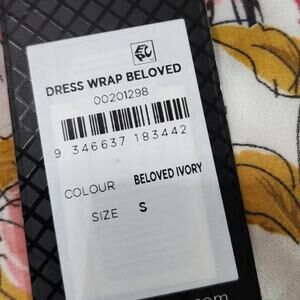 DRESS WRAP BELOVED
00201298
9 346637 183442
COLOUR BELOVED IVORY
SIZE S